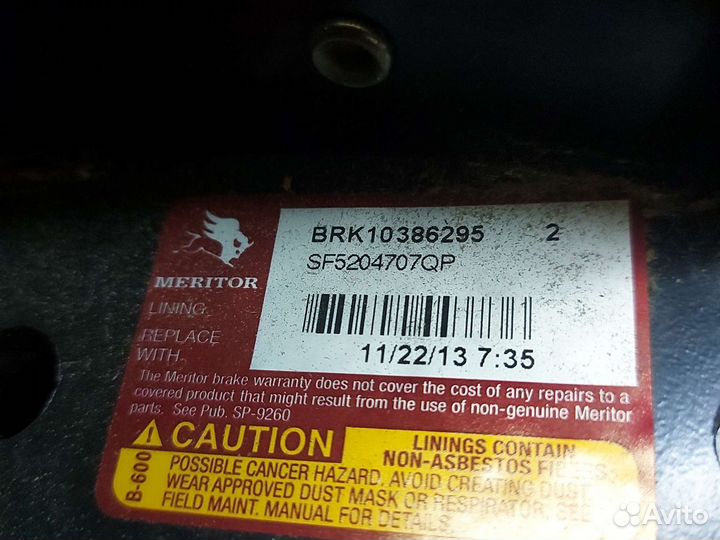 MERITOR
BRK10386295 2
SF5204707QP
LINING
REPLACE
WITH
11/22/13 7:35
The Meritor brake warranty does not cover the cost of any repairs to a
covered product that might result from the use of non-genuine Meritor
parts. See Pub. SP-9260
B-600
CAUTION
LININGS CONTAIN
NON-ASBESTOS FIBERS
POSSIBLE CANCER HAZARD. AVOID CREATING DUST
WEAR APPROVED DUST MASK OR RESPIRATOR. SEE
FIELD MAINT. MANUAL FOR DETAILS.
Avito